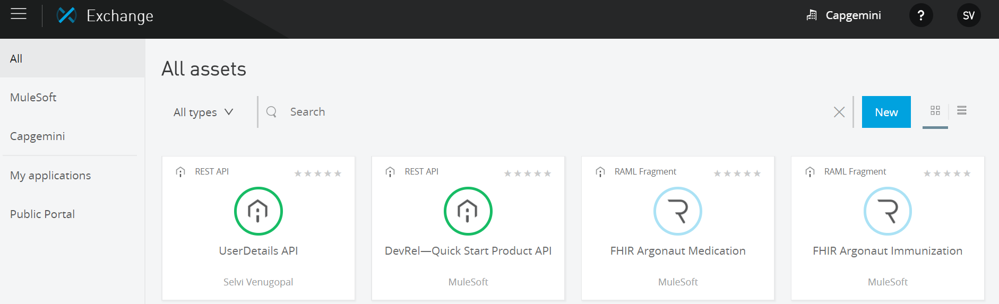 Exchange
Capgemini
?
SV
All
MuleSoft
Capgemini
My applications
Public Portal
All assets
All types
Search
New
REST API
UserDetails API
Selvi Venugopal
REST API
DevRel—Quick Start Product API
MuleSoft
RAML Fragment
FHIR Argonaut Medication
MuleSoft
RAML Fragment
FHIR Argonaut Immunization
MuleSoft